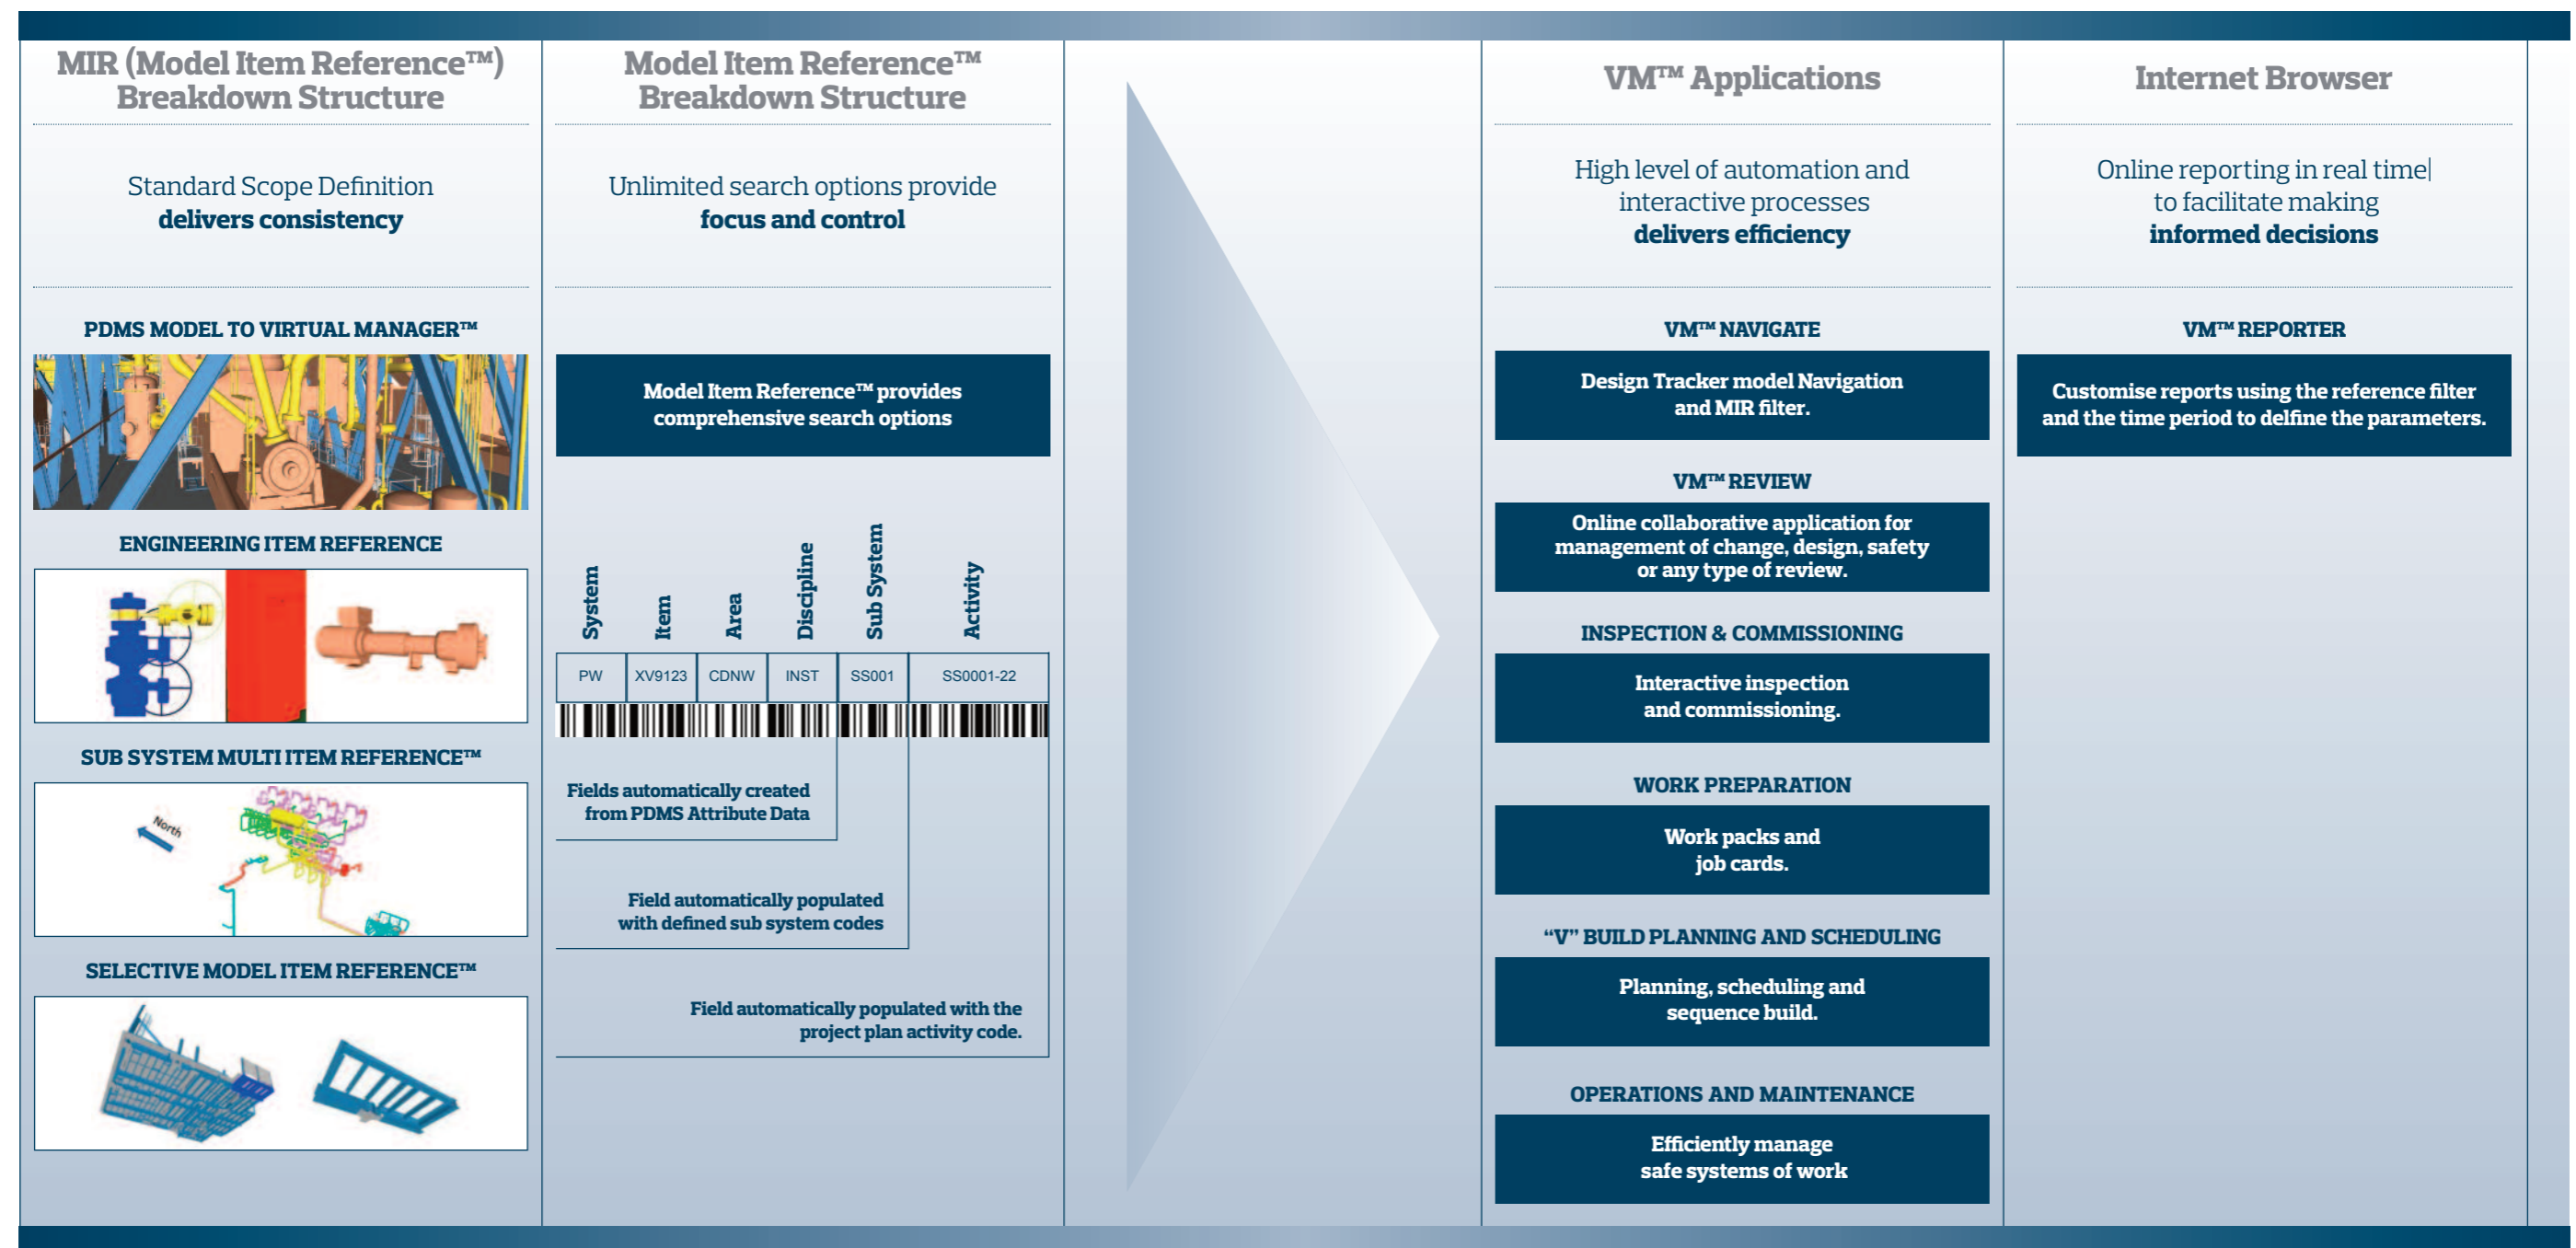 MIR (Model Item Reference™)
Breakdown Structure
Standard Scope Definition
delivers consistency
PDMS MODEL TO VIRTUAL MANAGER™
ENGINEERING ITEM REFERENCE
SUB SYSTEM MULTI ITEM REFERENCE™
North
SELECTIVE MODEL ITEM REFERENCE™
Model Item Reference™
Breakdown Structure
Unlimited search options provide
focus and control
Model Item Reference™ provides
comprehensive search options
System
Item
Area
Discipline
Sub System
Activity
PW XV9123 CDNW INST SS001 SS0001-22
Fields automatically created
from PDMS Attribute Data
Field automatically populated
with defined sub system codes
Field automatically populated with the
project plan activity code.
VM™ Applications
High level of automation and
interactive processes
delivers efficiency
VM™ NAVIGATE
Design Tracker model Navigation
and MIR filter.
VM™ REVIEW
Online collaborative application for
management of change, design, safety
or any type of review.
INSPECTION & COMMISSIONING
Interactive inspection
and commissioning.
WORK PREPARATION
Work packs and
job cards.
“V” BUILD PLANNING AND SCHEDULING
Planning, scheduling and
sequence build.
OPERATIONS AND MAINTENANCE
Efficiently manage
safe systems of work
Internet Browser
Online reporting in real time|
to facilitate making
informed decisions
VM™ REPORTER
Customise reports using the reference filter
and the time period to delfine the parameters.